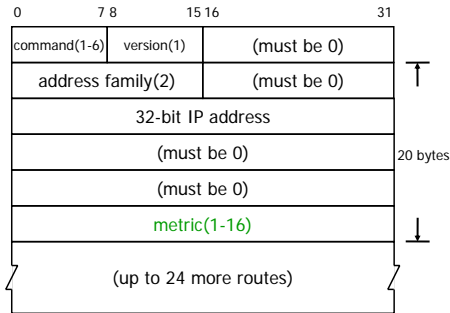 0 7 8 15 16 31
command(1-6) version(1) (must be 0)
address family(2) (must be 0)
32-bit IP address
(must be 0)
20 bytes
(must be 0)
metric(1-16)
(up to 24 more routes)